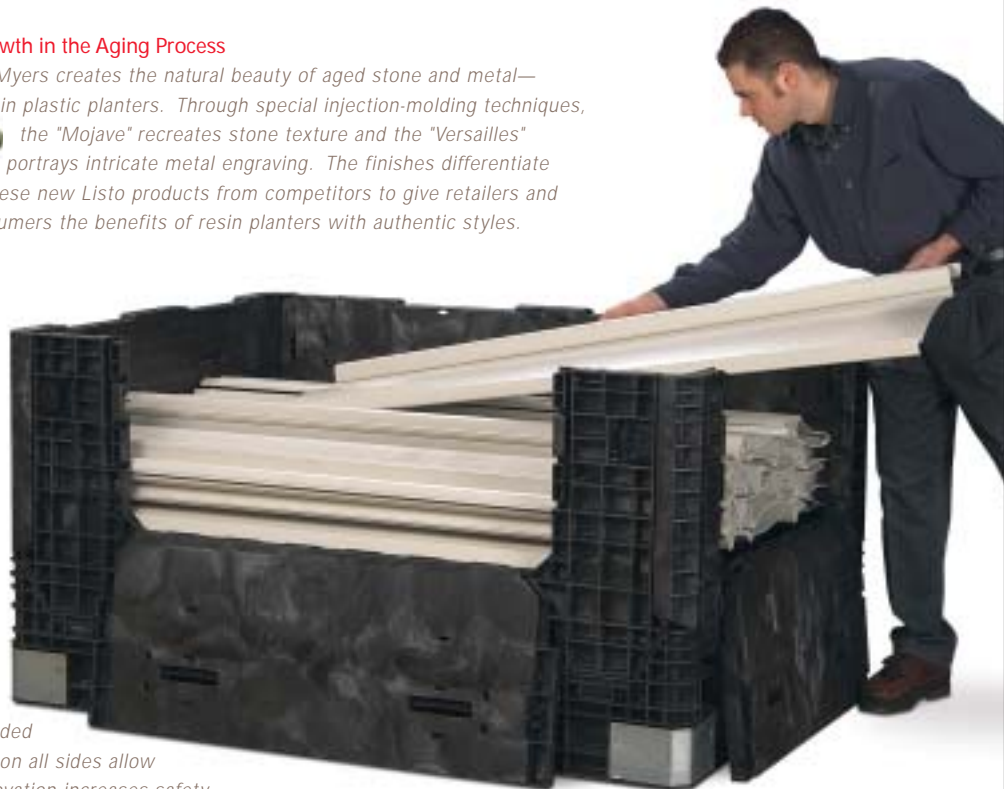 wth in the Aging Process
Myers creates the natural beauty of aged stone and metal—
in plastic planters. Through special injection-molding techniques,
the "Mojave" recreates stone texture and the "Versailles"
portrays intricate metal engraving. The finishes differentiate
ese new Listo products from competitors to give retailers and
umers the benefits of resin planters with authentic styles.
ded
on all sides allow
vation increases safety